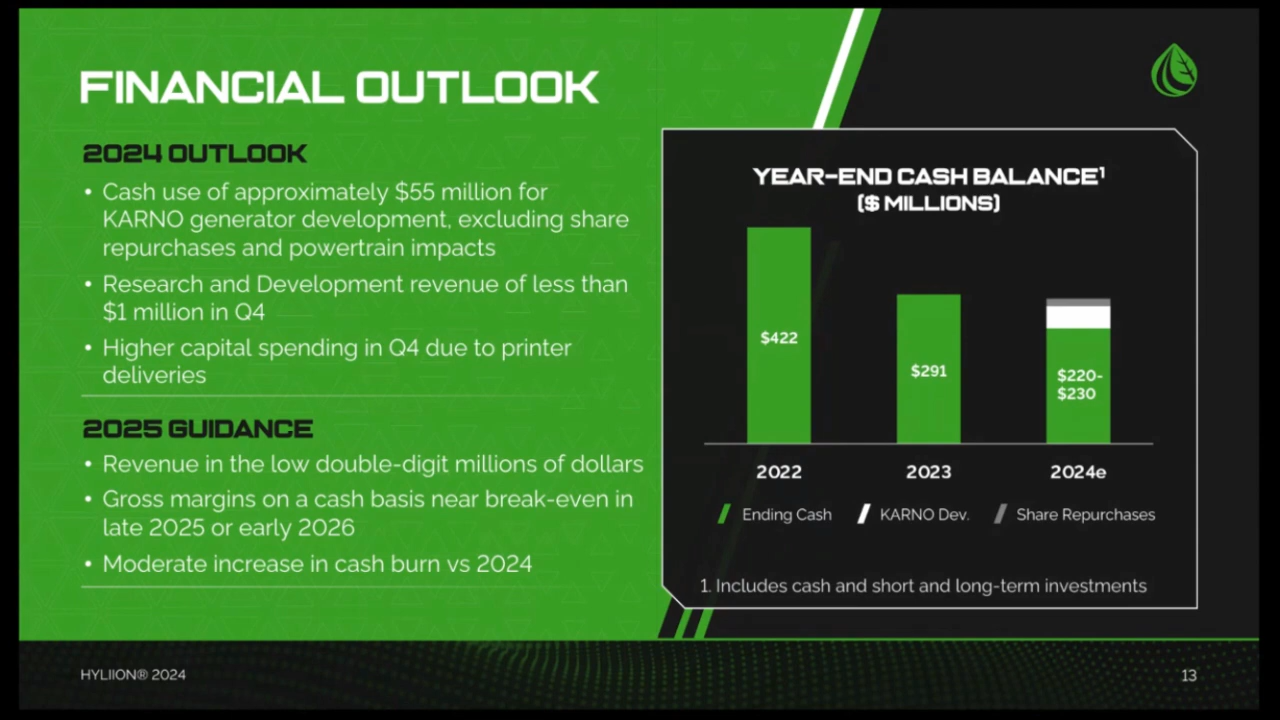 FINANCIAL OUTLOOK
2024 OUTLOOK
• Cash use of approximately $55 million for
KARNO generator development, excluding share
repurchases and powertrain impacts
• Research and Development revenue of less than
$1 million in Q4
• Higher capital spending in Q4 due to printer
deliveries
2025 GUIDANCE
• Revenue in the low double-digit millions of dollars
• Gross margins on a cash basis near break-even in
late 2025 or early 2026
• Moderate increase in cash burn vs 2024
YEAR-END CASH BALANCE¹
($ MILLIONS)
$422
$291
$220-
$230
2022
2023
2024e
Ending Cash
KARNO Dev.
Share Repurchases
1. Includes cash and short and long-term investments
HYLIION® 2024
13